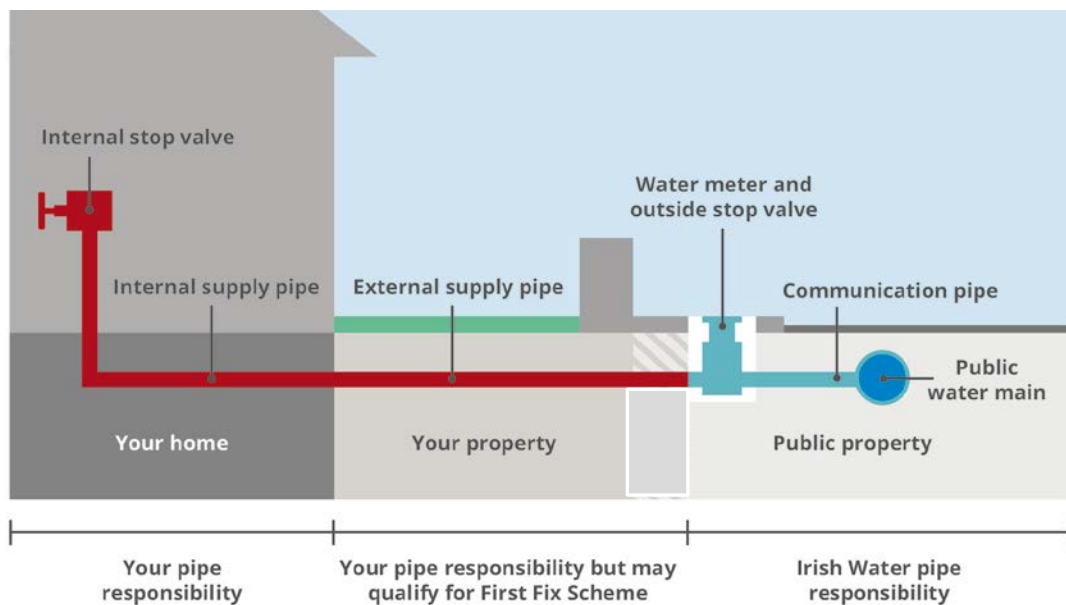 Internal stop valve
Water meter and
outside stop valve
Internal supply pipe
External supply pipe
Communication pipe
Public
water main
Your home
Your property
Public property
Your pipe
responsibility
Your pipe responsibility but may
qualify for First Fix Scheme
Irish Water pipe
responsibility